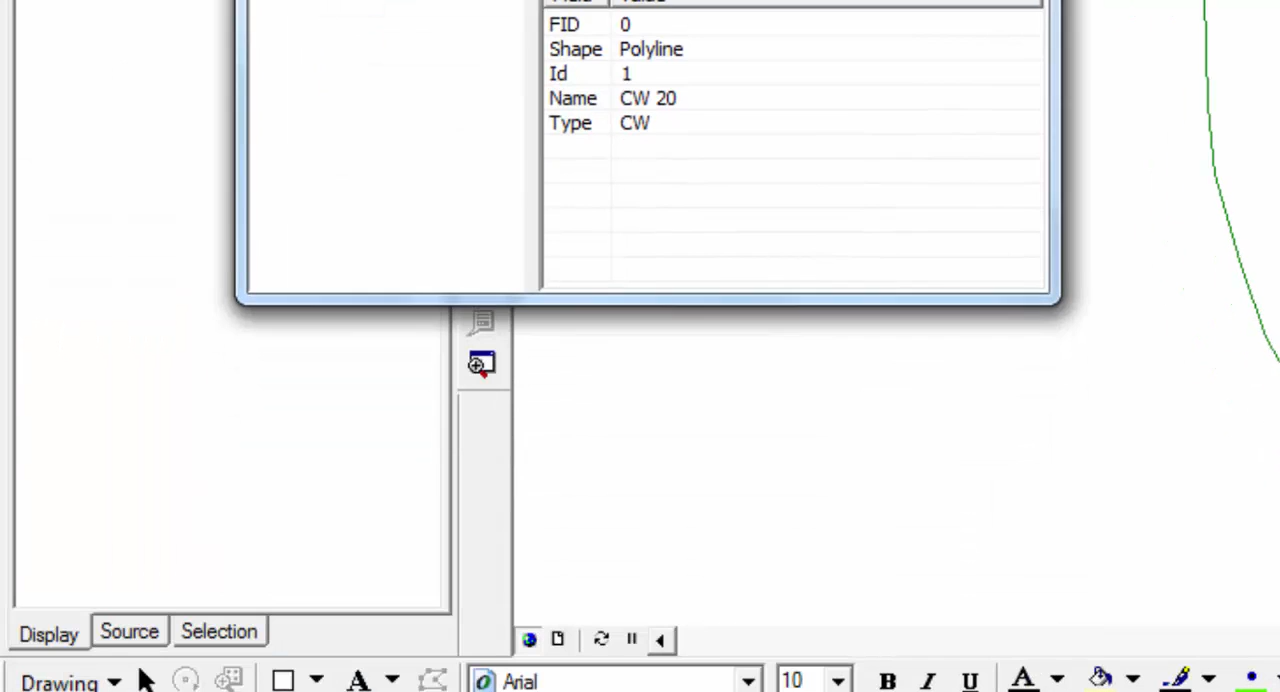 FID 0
Shape Polyline
Id 1
Name CW 20
Type CW
Display Source Selection
Drawing A Arial 10 B I U A